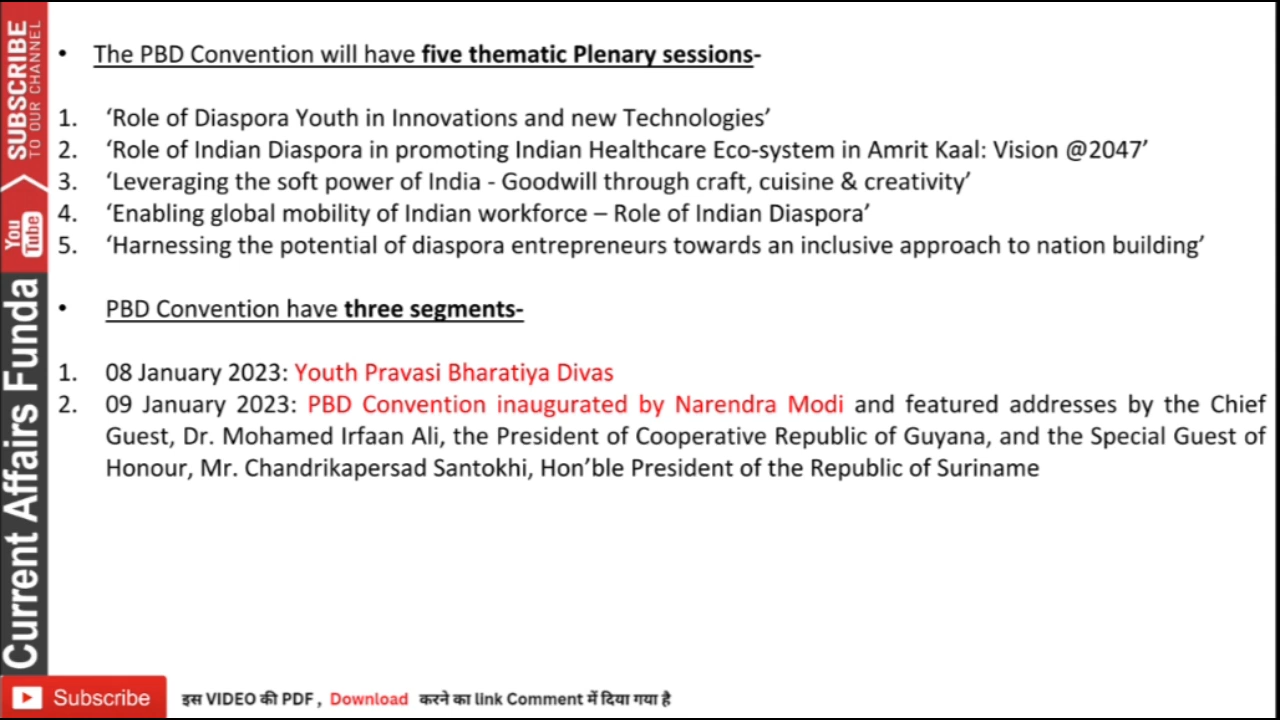 • The PBD Convention will have five thematic Plenary sessions-
1. ‘Role of Diaspora Youth in Innovations and new Technologies’
2. ‘Role of Indian Diaspora in promoting Indian Healthcare Eco-system in Amrit Kaal: Vision @2047’
3. ‘Leveraging the soft power of India - Goodwill through craft, cuisine & creativity’
4. ‘Enabling global mobility of Indian workforce – Role of Indian Diaspora’
5. ‘Harnessing the potential of diaspora entrepreneurs towards an inclusive approach to nation building’
• PBD Convention have three segments-
1. 08 January 2023: Youth Pravasi Bharatiya Divas
2. 09 January 2023: PBD Convention inaugurated by Narendra Modi and featured addresses by the Chief
Guest, Dr. Mohamed Irfaan Ali, the President of Cooperative Republic of Guyana, and the Special Guest of
Honour, Mr. Chandrikapersad Santokhi, Hon’ble President of the Republic of Suriname
SUBSCRIBE
TO OUR CHANNEL
You
Tube
Current Affairs Funda
Subscribe
इस VIDEO की PDF , Download करने का link Comment में दिया गया है